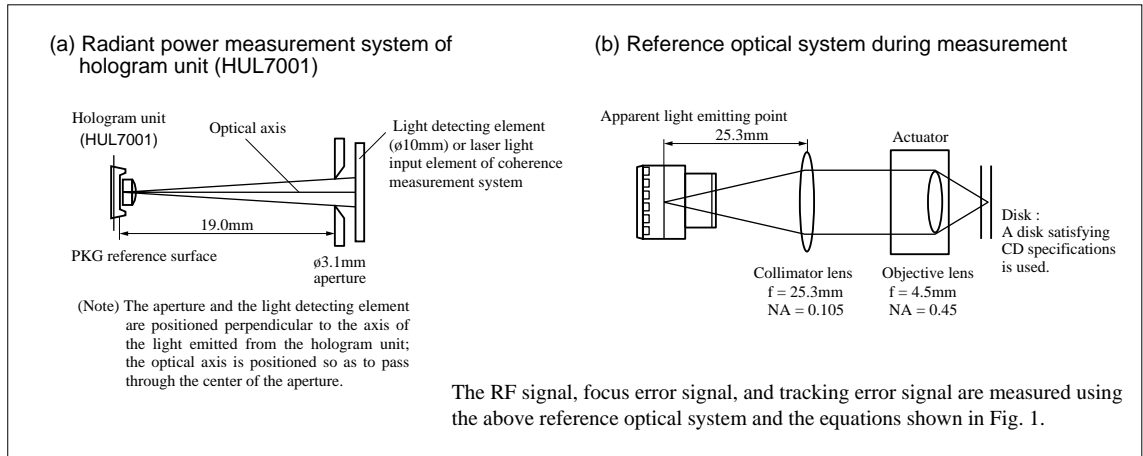 (a) Radiant power measurement system of
hologram unit (HUL7001)
Hologram unit
(HUL7001)
Optical axis
Light detecting element
(ø10mm) or laser light
input element of coherence
measurement system
19.0mm
PKG reference surface
ø3.1mm
aperture
(Note) The aperture and the light detecting element
are positioned perpendicular to the axis of
the light emitted from the hologram unit;
the optical axis is positioned so as to pass
through the center of the aperture.
(b) Reference optical system during measurement
Apparent light emitting point
25.3mm
Actuator
Disk :
A disk satisfying
CD specifications
is used.
Collimator lens
f = 25.3mm
NA = 0.105
Objective lens
f = 4.5mm
NA = 0.45
The RF signal, focus error signal, and tracking error signal are measured using
the above reference optical system and the equations shown in Fig. 1.